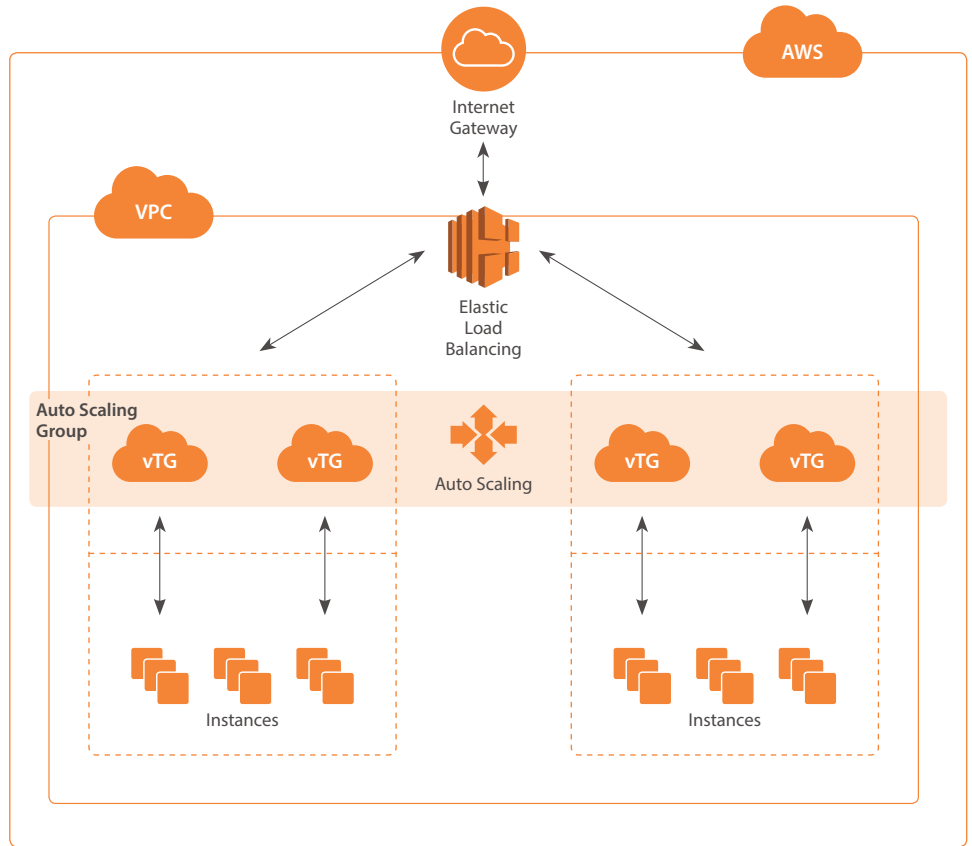 AWS
Internet
Gateway
VPC
Elastic
Load
Balancing
Auto Scaling
Group
vTG
vTG
Auto Scaling
vTG
vTG
Instances
Instances